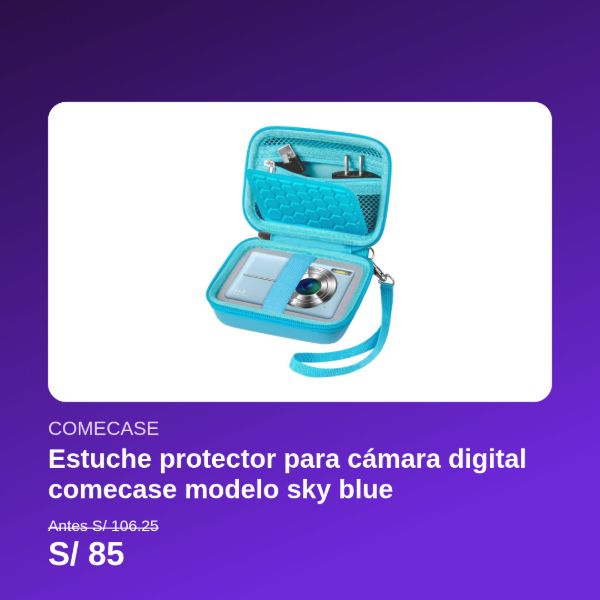 COMECASE
Estuche protector para cámara digital
comecase modelo sky blue
Antes S/ 106.25
S/ 85